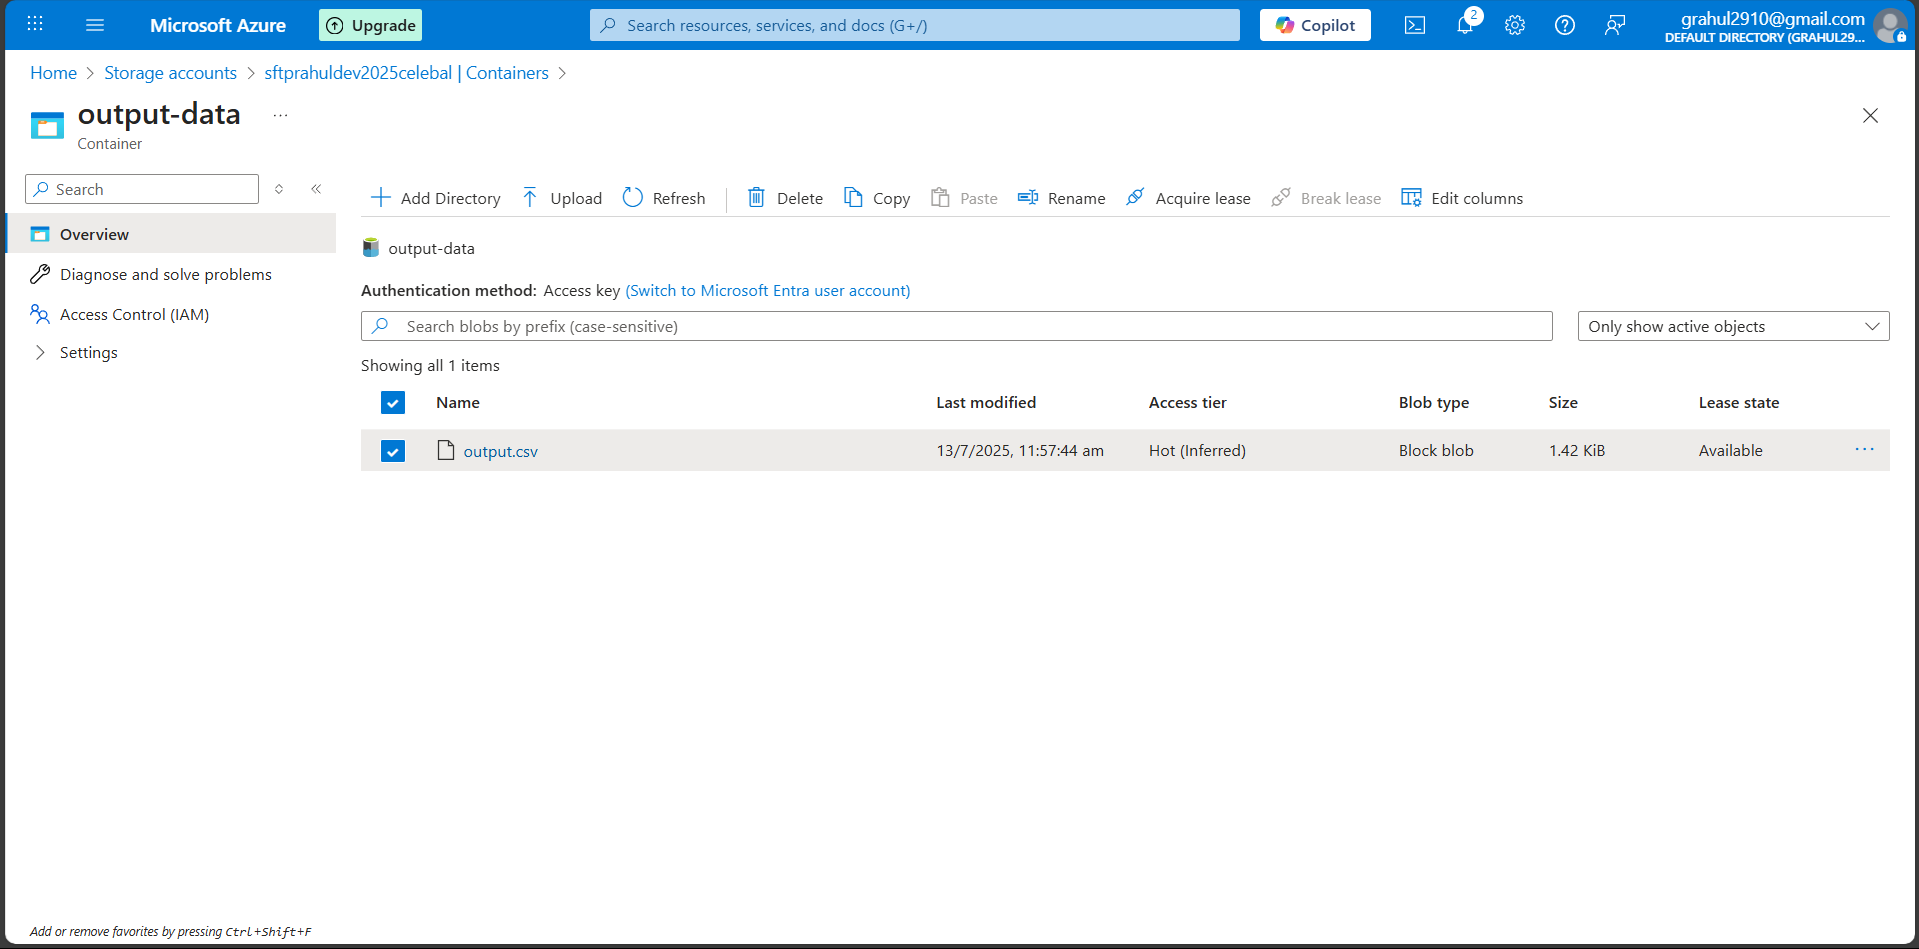 Microsoft Azure
Upgrade
Search resources, services, and docs (G+/)
Copilot
2
grahul2910@gmail.com
DEFAULT DIRECTORY (GRAHUL29...
Home > Storage accounts > sftprahuldev2025celebal | Containers >
output-data ...
Container
Search
Overview
Diagnose and solve problems
Access Control (IAM)
Settings
Add Directory Upload Refresh Delete Copy Paste Rename Acquire lease Break lease Edit columns
output-data
Authentication method: Access key (Switch to Microsoft Entra user account)
Search blobs by prefix (case-sensitive)
Only show active objects
Showing all 1 items
Name Last modified Access tier Blob type Size Lease state
output.csv 13/7/2025, 11:57:44 am Hot (Inferred) Block blob 1.42 KiB Available ...
Add or remove favorites by pressing Ctrl+Shift+F